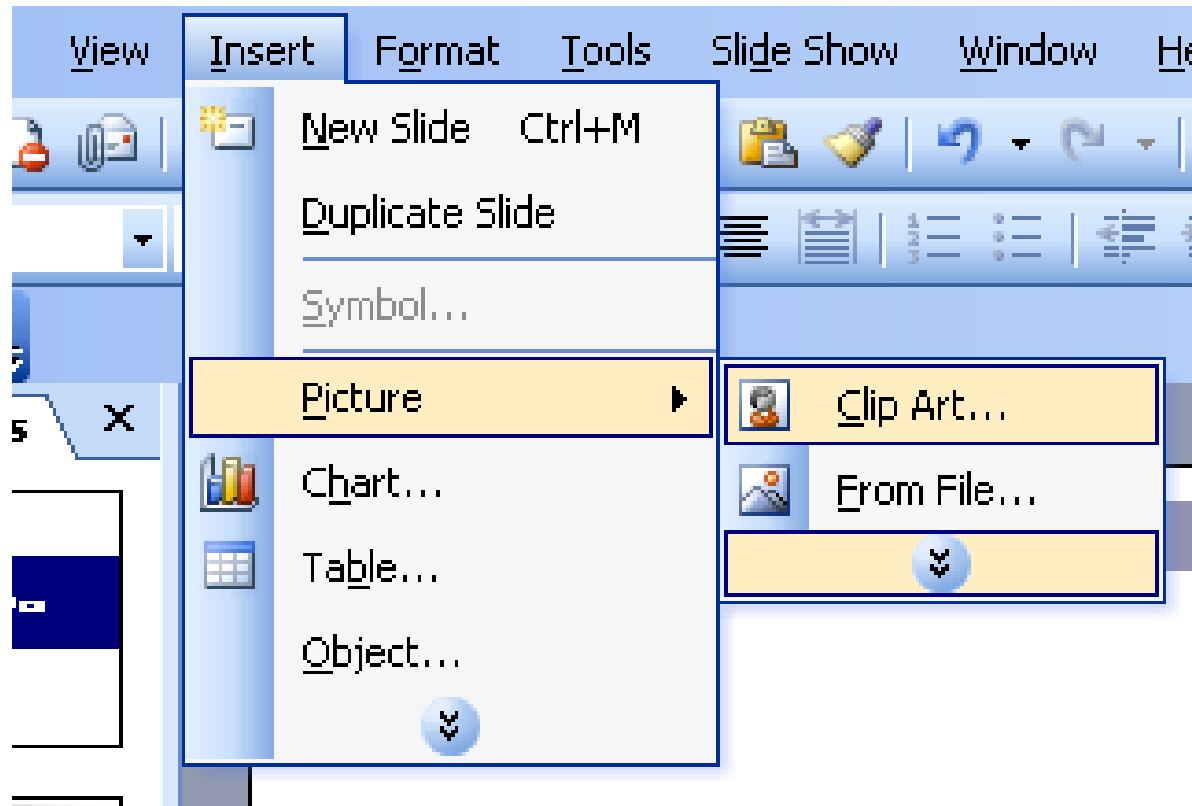 View Insert Format Tools Slide Show Window He
New Slide Ctrl+M
Duplicate Slide
Symbol...
Picture
Clip Art...
From File...
Chart...
Table...
Object...